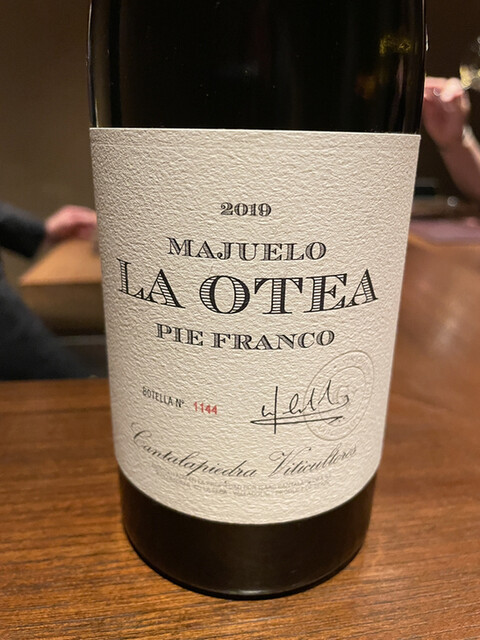 2019
MAJUELO
LA OTEA
PIE FRANCO
BOTELLA Nº 1144
Cantalapiedra Viticultores